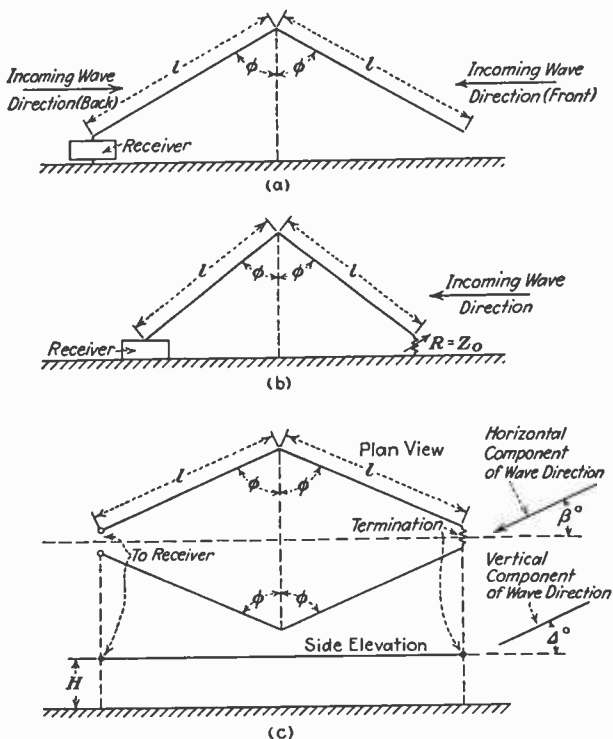 l
l
ϕ
ϕ
Incoming Wave
Direction (Back)
Incoming Wave
Direction (Front)
Receiver
(a)
l
l
ϕ
ϕ
Incoming Wave
Direction
Receiver
R = Z₀
(b)
Plan View
l
l
ϕ
ϕ
Horizontal
Component
of Wave Direction
β°
Termination
To Receiver
Vertical
Component
of Wave Direction
Δ°
ϕ
ϕ
Side Elevation
H
(c)